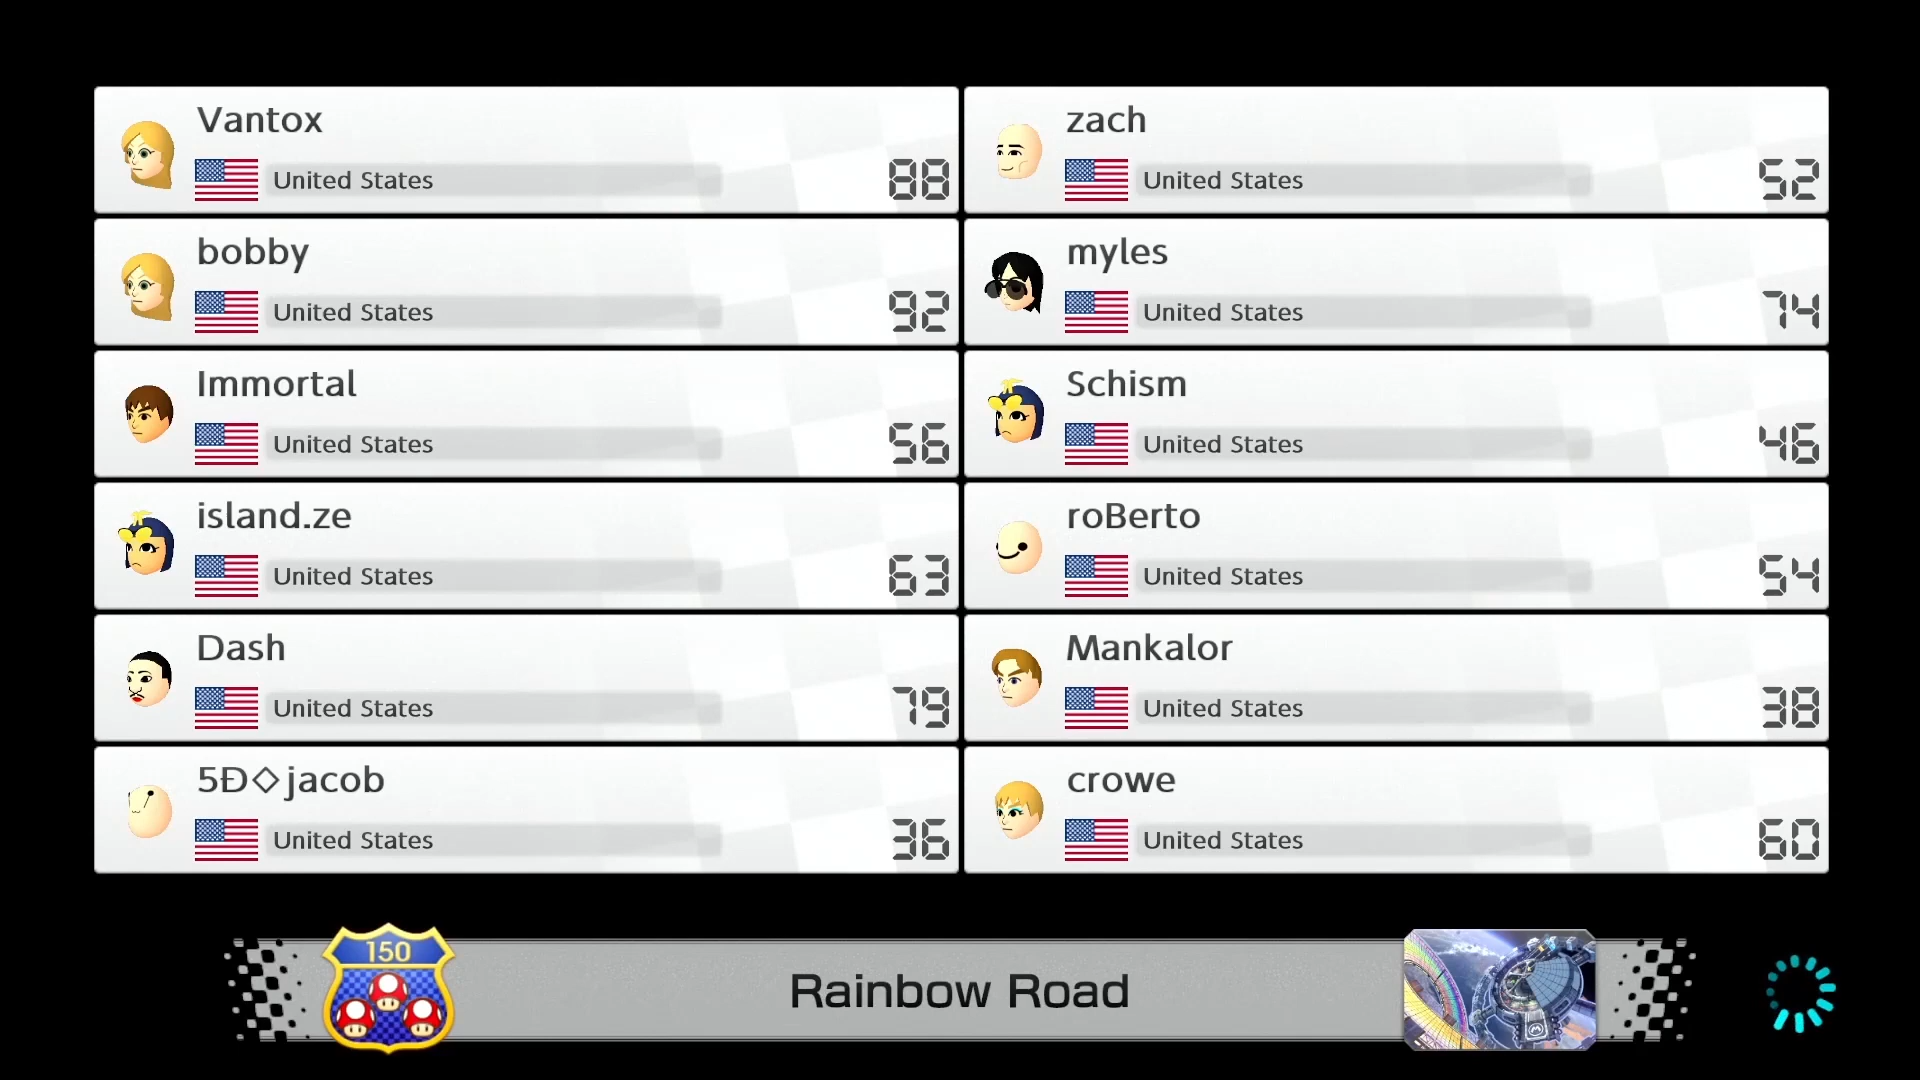 Vantox
United States
88
zach
United States
52
bobby
United States
92
myles
United States
74
Immortal
United States
56
Schism
United States
46
island.ze
United States
63
roBerto
United States
54
Dash
United States
79
Mankalor
United States
38
5Đ◇jacob
United States
36
crowe
United States
60
150
Rainbow Road